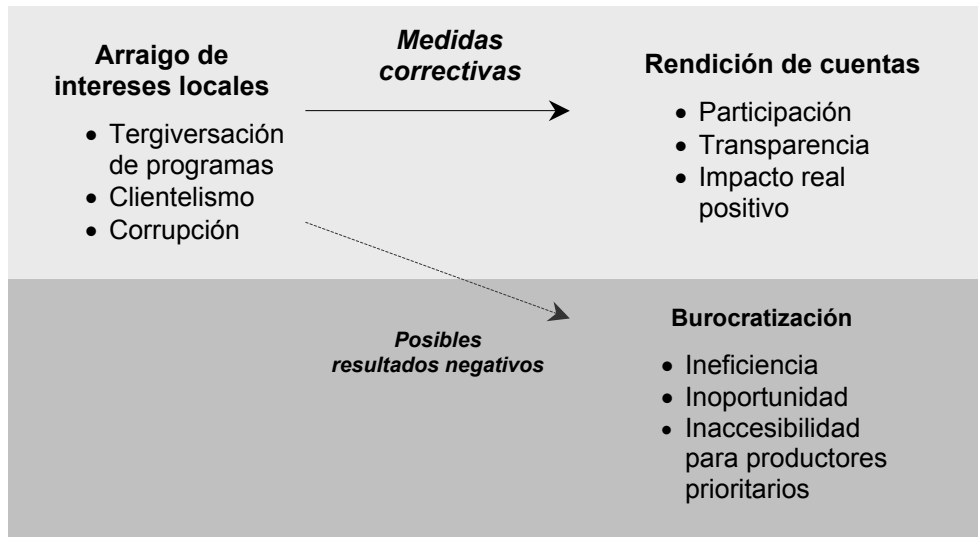 Arraigo de
intereses locales
• Tergiversación
de programas
• Clientelismo
• Corrupción
Medidas
correctivas
Rendición de cuentas
• Participación
• Transparencia
• Impacto real
positivo
Posibles
resultados negativos
Burocratización
• Ineficiencia
• Inoportunidad
• Inaccesibilidad
para productores
prioritarios